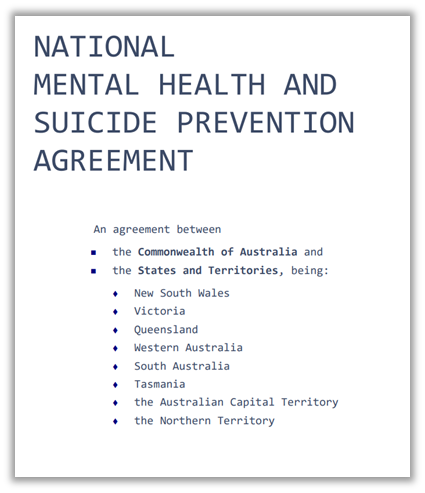 NATIONAL
MENTAL HEALTH AND
SUICIDE PREVENTION
AGREEMENT
An agreement between
▪ the Commonwealth of Australia and
▪ the States and Territories, being:
♦ New South Wales
♦ Victoria
♦ Queensland
♦ Western Australia
♦ South Australia
♦ Tasmania
♦ the Australian Capital Territory
♦ the Northern Territory